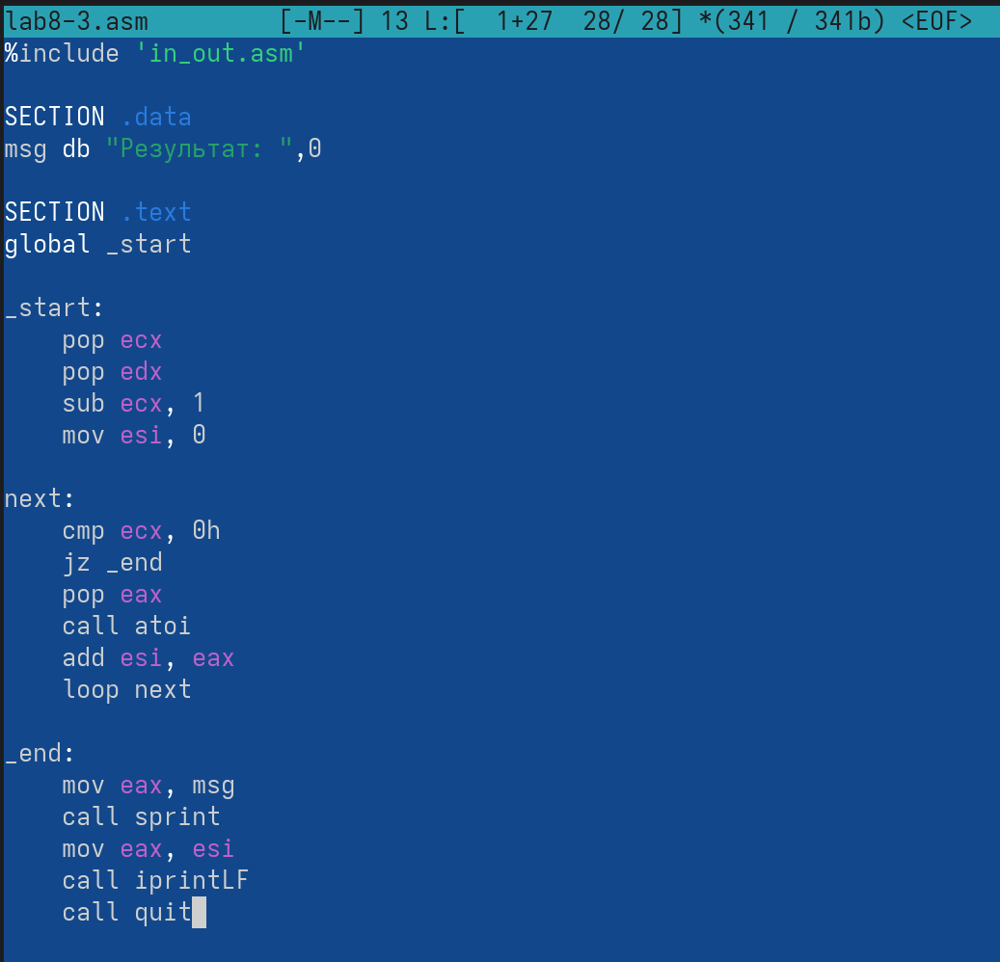 lab8-3.asm [-M--] 13 L:[ 1+27 28/ 28] *(341 / 341b) <EOF>
%include 'in_out.asm'
SECTION .data
msg db "Результат: ",0
SECTION .text
global _start
_start:
pop ecx
pop edx
sub ecx, 1
mov esi, 0
next:
cmp ecx, 0h
jz _end
pop eax
call atoi
add esi, eax
loop next
_end:
mov eax, msg
call sprint
mov eax, esi
call iprintLF
call quit